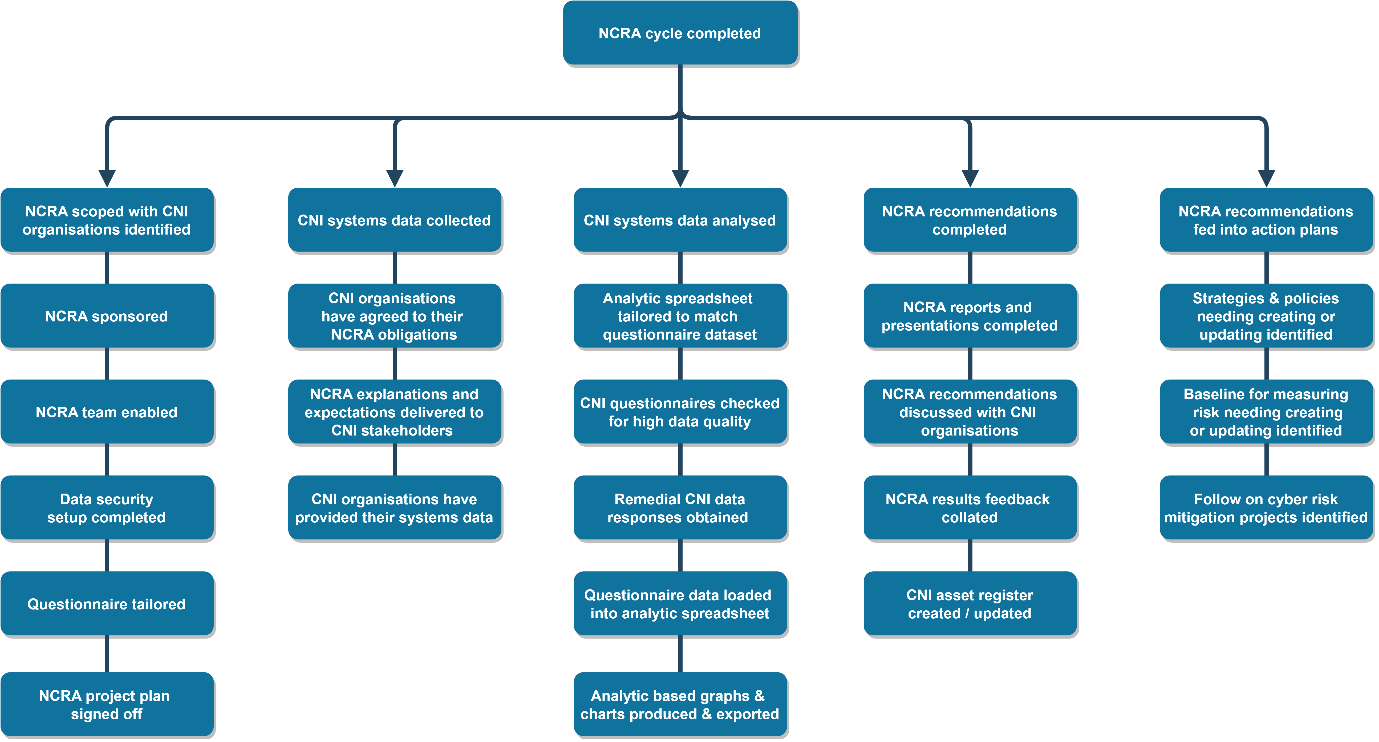 NCRA cycle completed
NCRA scoped with CNI
organisations identified
NCRA sponsored
NCRA team enabled
Data security
setup completed
Questionnaire tailored
NCRA project plan
signed off
CNI systems data collected
CNI organisations
have agreed to their
NCRA obligations
NCRA explanations and
expectations delivered to
CNI stakeholders
CNI organisations have
provided their systems data
CNI systems data analysed
Analytic spreadsheet
tailored to match
questionnaire dataset
CNI questionnaires checked
for high data quality
Remedial CNI data
responses obtained
Questionnaire data loaded
into analytic spreadsheet
Analytic based graphs &
charts produced & exported
NCRA recommendations
completed
NCRA reports and
presentations completed
NCRA recommendations
discussed with CNI
organisations
NCRA results feedback
collated
CNI asset register
created / updated
NCRA recommendations
fed into action plans
Strategies & policies
needing creating or
updating identified
Baseline for measuring
risk needing creating
or updating identified
Follow on cyber risk
mitigation projects identified